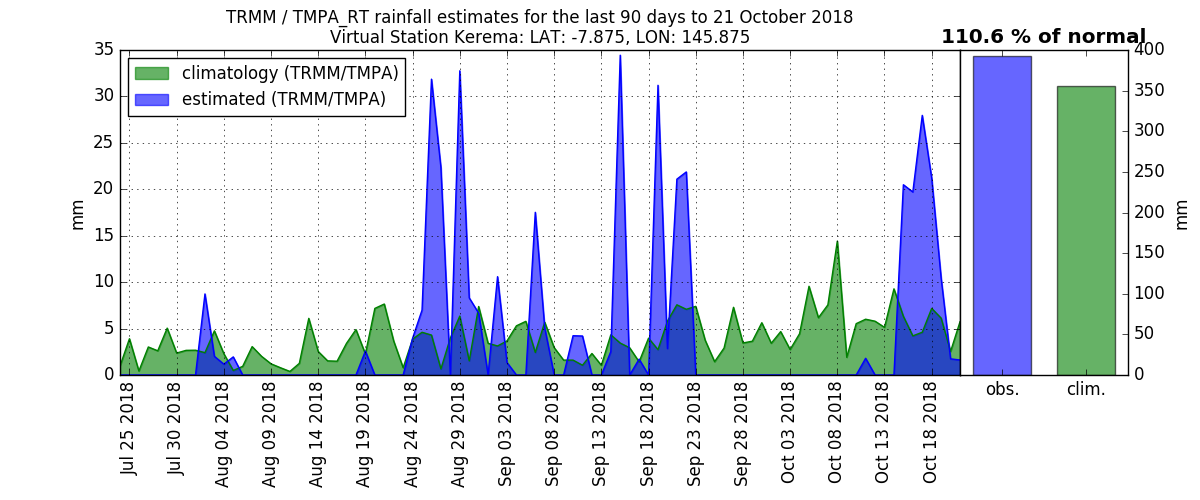 TRMM / TMPA_RT rainfall estimates for the last 90 days to 21 October 2018
Virtual Station Kerema: LAT: -7.875, LON: 145.875
110.6 % of normal
climatology (TRMM/TMPA)
estimated (TRMM/TMPA)
35
30
25
20
15
10
5
0
mm
Jul 25 2018
Jul 30 2018
Aug 04 2018
Aug 09 2018
Aug 14 2018
Aug 19 2018
Aug 24 2018
Aug 29 2018
Sep 03 2018
Sep 08 2018
Sep 13 2018
Sep 18 2018
Sep 23 2018
Sep 28 2018
Oct 03 2018
Oct 08 2018
Oct 13 2018
Oct 18 2018
400
350
300
250
200
150
100
50
0
mm
obs.
clim.